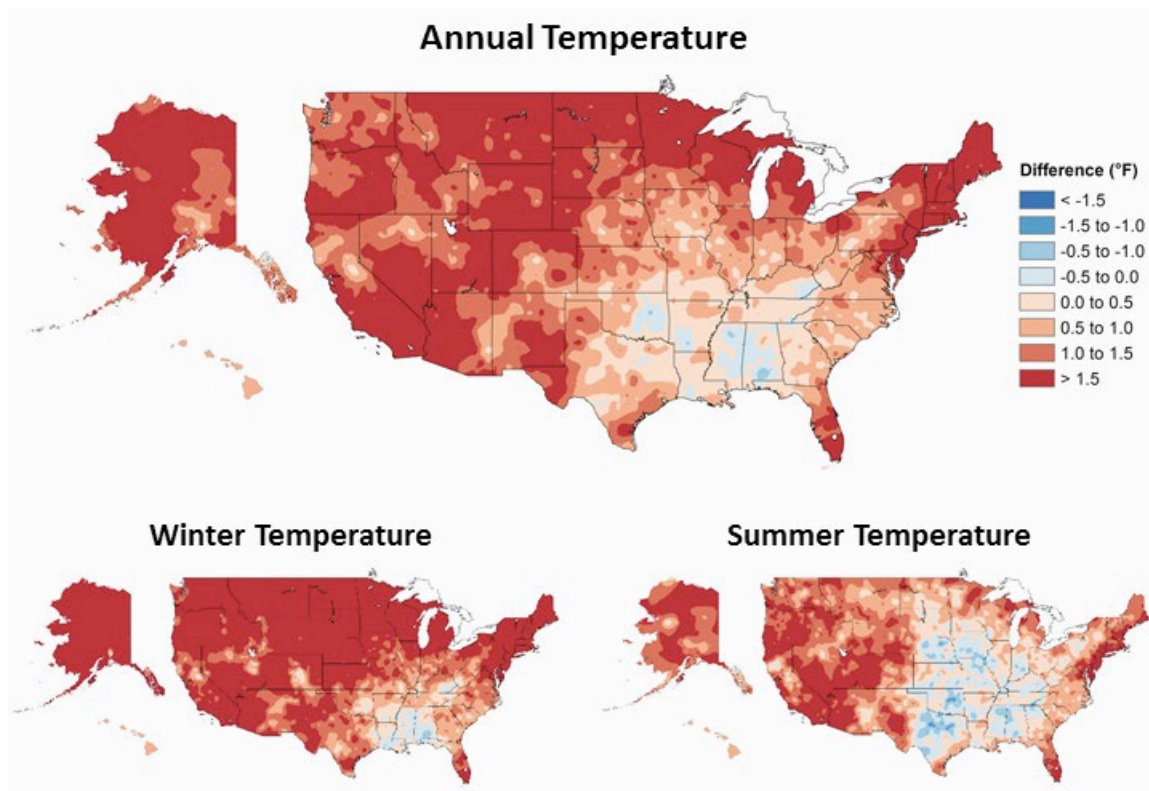 Annual Temperature
Difference (°F)
< -1.5
-1.5 to -1.0
-0.5 to -1.0
-0.5 to 0.0
0.0 to 0.5
0.5 to 1.0
1.0 to 1.5
> 1.5
Winter Temperature
Summer Temperature